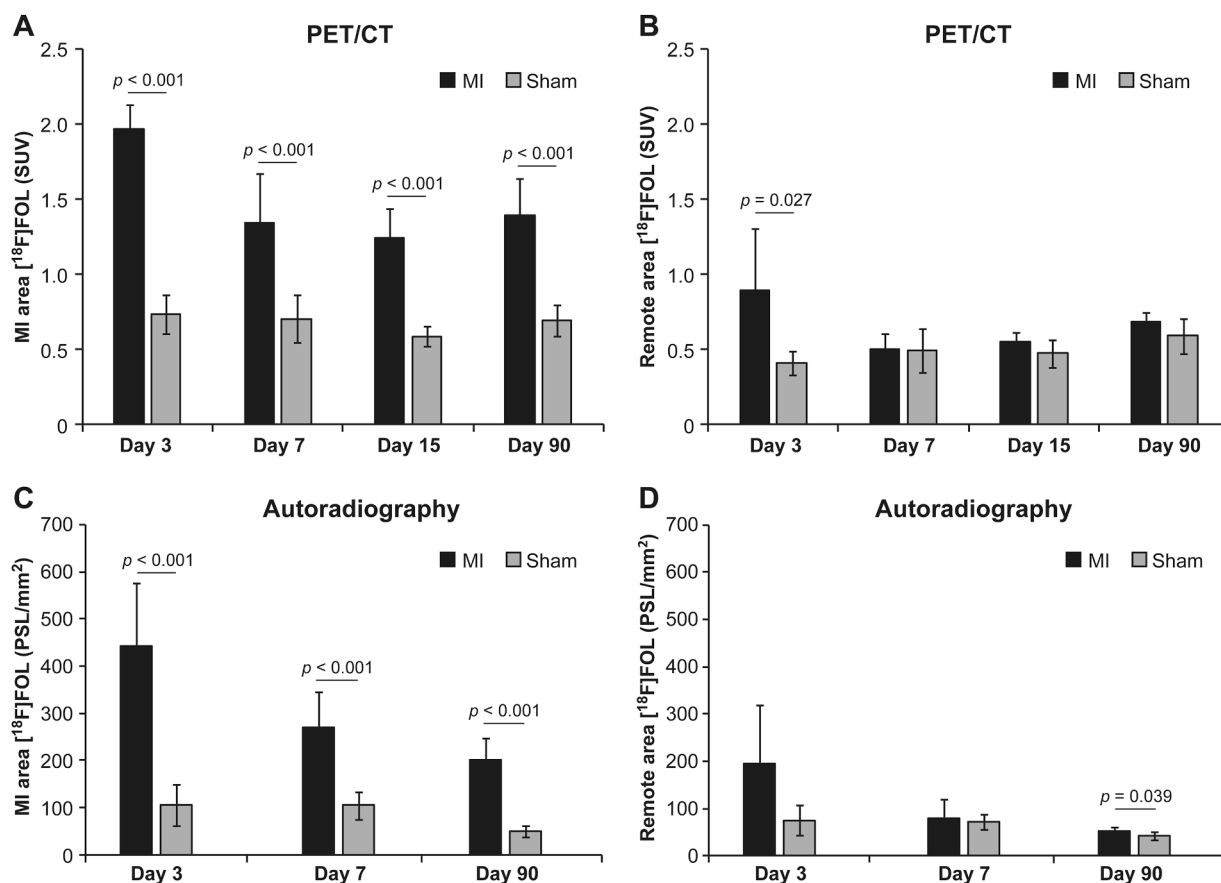 A
PET/CT
MI area [¹⁸F]FOL (SUV)
2.5
2.0
1.5
1.0
0.5
0
MI
Sham
p < 0.001
p < 0.001
p < 0.001
p < 0.001
Day 3
Day 7
Day 15
Day 90
B
PET/CT
Remote area [¹⁸F]FOL (SUV)
2.5
2.0
1.5
1.0
0.5
0
MI
Sham
p = 0.027
Day 3
Day 7
Day 15
Day 90
C
Autoradiography
MI area [¹⁸F]FOL (PSL/mm²)
700
600
500
400
300
200
100
0
MI
Sham
p < 0.001
p < 0.001
p < 0.001
Day 3
Day 7
Day 90
D
Autoradiography
Remote area [¹⁸F]FOL (PSL/mm²)
700
600
500
400
300
200
100
0
MI
Sham
p = 0.039
Day 3
Day 7
Day 90